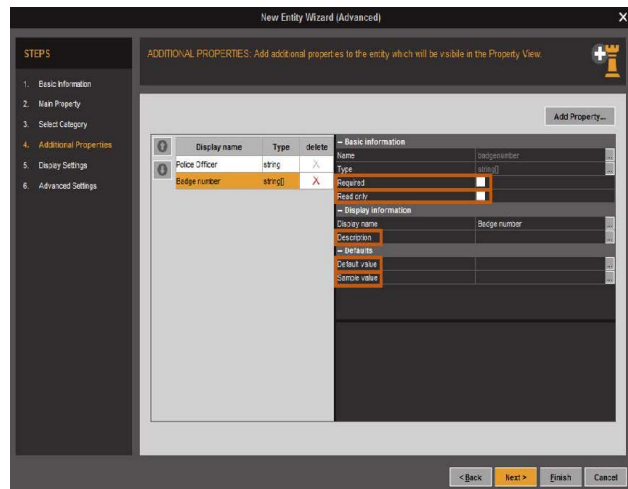 New Entity Wizard (Advanced)
X
STEPS
1. Basic Information
2. Main Property
3. Select Category
4. Additional Properties
5. Display Settings
6. Advanced Settings
ADDITIONAL PROPERTIES: Add additional properties to the entity which will be visible in the Property View.
Add Property...
Display name Type delete
Police Officer string X
Badge number string[] X
– Basic information
Name badgenumber ...
Type string[] ...
Required
Read only
– Display information
Display name Badge number ...
Description ...
– Defaults
Default value ...
Sample value ...
< Back Next > Finish Cancel